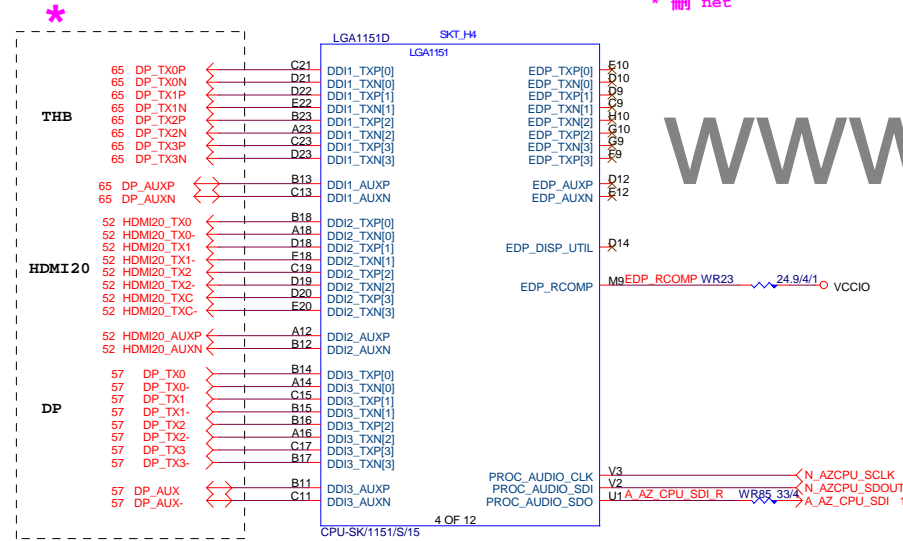 * 刪 net
*
LGA1151D SKT_H4
LGA1151
65 DP_TX0P C21 DDI1_TXP[0] EDP_TXP[0] E10
65 DP_TX0N D21 DDI1_TXN[0] EDP_TXN[0] D10
65 DP_TX1P D22 DDI1_TXP[1] EDP_TXP[1] D9
65 DP_TX1N E22 DDI1_TXN[1] EDP_TXN[1] C9
THB
65 DP_TX2P B23 DDI1_TXP[2] EDP_TXP[2] H10
65 DP_TX2N A23 DDI1_TXN[2] EDP_TXN[2] G10
65 DP_TX3P C23 DDI1_TXP[3] EDP_TXN[3] G9
65 DP_TX3N D23 DDI1_TXN[3] EDP_TXP[3] F9
www
65 DP_AUXP B13 DDI1_AUXP EDP_AUXP D12
65 DP_AUXN C13 DDI1_AUXN EDP_AUXN E12
52 HDMI20_TX0 B18 DDI2_TXP[0]
52 HDMI20_TX0- A18 DDI2_TXN[0]
52 HDMI20_TX1 D18 DDI2_TXP[1] EDP_DISP_UTIL D14
52 HDMI20_TX1- E18 DDI2_TXN[1]
HDMI20
52 HDMI20_TX2 C19 DDI2_TXP[2]
52 HDMI20_TX2- D19 DDI2_TXN[2] EDP_RCOMP M9 EDP_RCOMP WR23 24.9/4/1 VCCIO
52 HDMI20_TXC D20 DDI2_TXP[3]
52 HDMI20_TXC- E20 DDI2_TXN[3]
52 HDMI20_AUXP A12 DDI2_AUXP
52 HDMI20_AUXN B12 DDI2_AUXN
57 DP_TX0 B14 DDI3_TXP[0]
57 DP_TX0- A14 DDI3_TXN[0]
57 DP_TX1 C15 DDI3_TXP[1]
DP
57 DP_TX1- B15 DDI3_TXN[1]
57 DP_TX2 B16 DDI3_TXP[2]
57 DP_TX2- A16 DDI3_TXN[2]
57 DP_TX3 C17 DDI3_TXP[3]
57 DP_TX3- B17 DDI3_TXN[3]
PROC_AUDIO_CLK V3 N_AZCPU_SCLK
57 DP_AUX B11 DDI3_AUXP PROC_AUDIO_SDI V2 N_AZCPU_SDOUT
57 DP_AUX- C11 DDI3_AUXN PROC_AUDIO_SDO U1 A_AZ_CPU_SDI_R WR85 33/4 A_AZ_CPU_SDI
4 OF 12
CPU-SK/1151/S/15